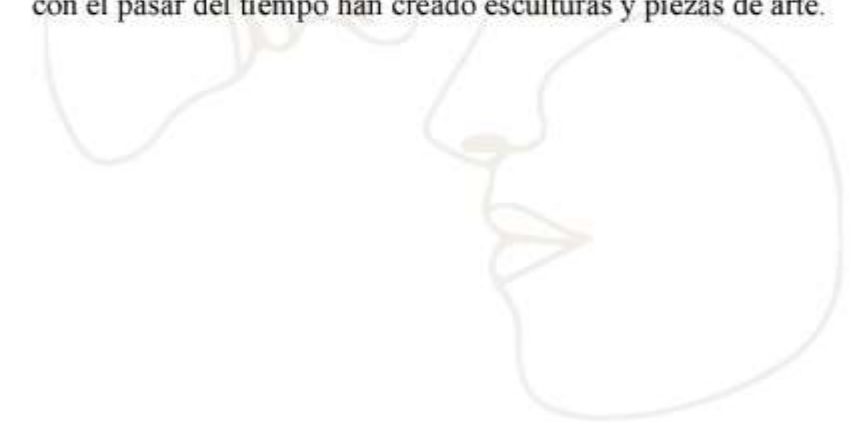 con el pasar del tiempo han creado esculturas y piezas de arte.